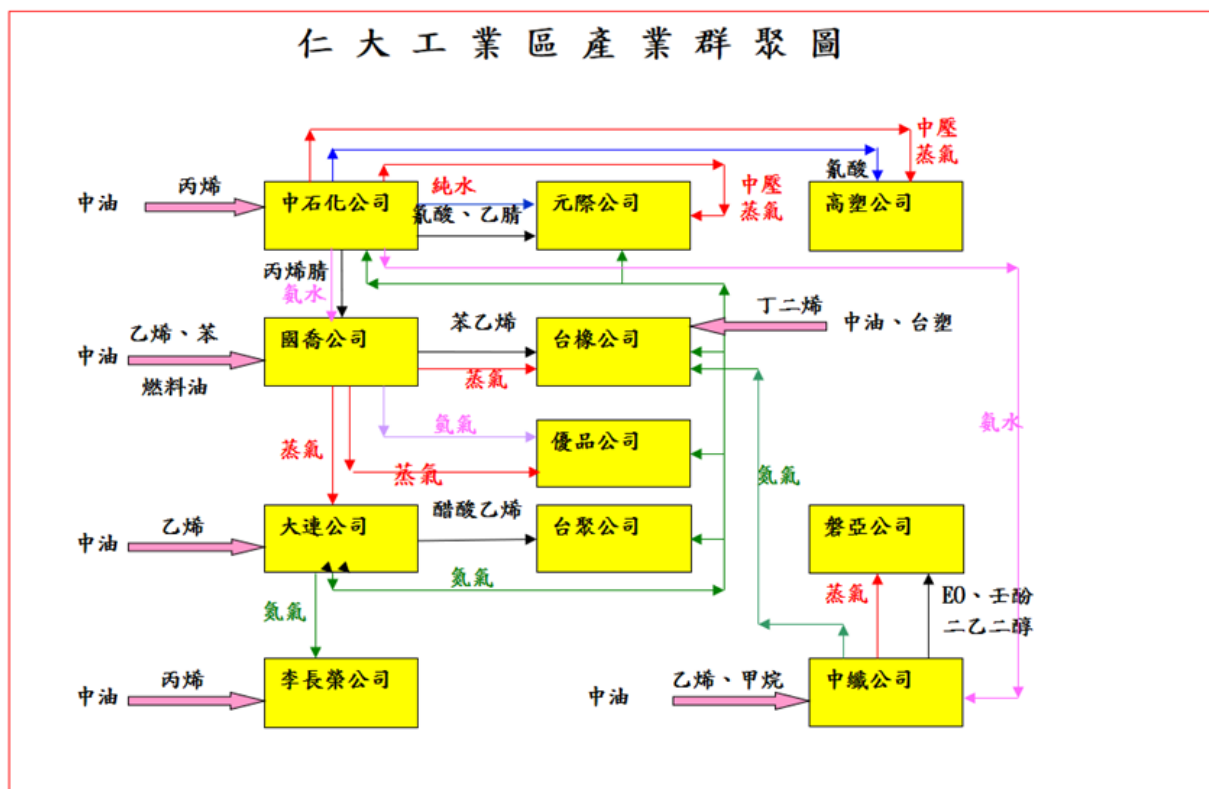 仁大工業區產業群聚圖
中壓
蒸氣
氰酸
中油
丙烯
中石化公司
純水
氰酸、乙腈
元際公司
中壓
蒸氣
高塑公司
丙烯腈
氨水
乙烯、苯
中油
燃料油
國喬公司
苯乙烯
蒸氣
台橡公司
丁二烯
中油、台塑
蒸氣
氫氣
蒸氣
優品公司
氮氣
氨水
中油
乙烯
大連公司
醋酸乙烯
台聚公司
磐亞公司
氮氣
氮氣
蒸氣
EO、壬酚
二乙二醇
中油
丙烯
李長榮公司
中油
乙烯、甲烷
中纖公司